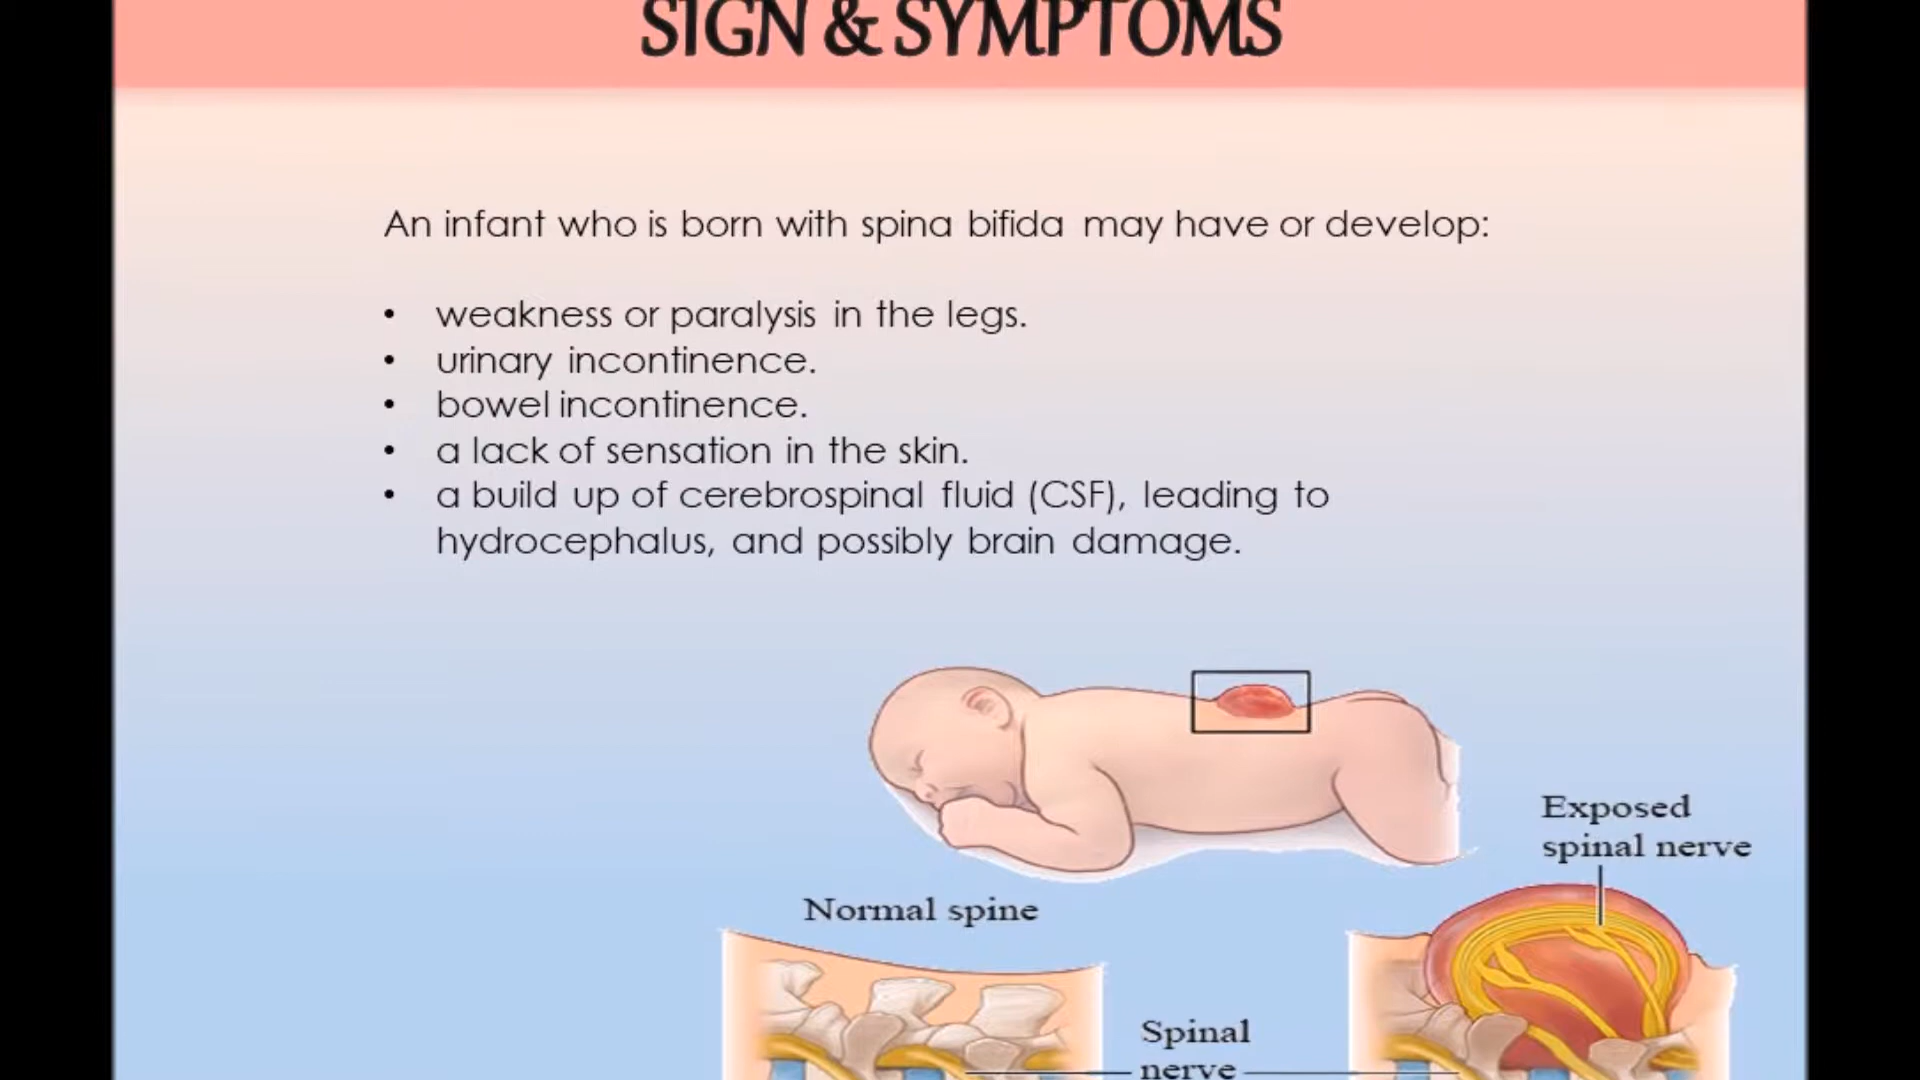 SIGN & SYMPTOMS
An infant who is born with spina bifida may have or develop:
• weakness or paralysis in the legs.
• urinary incontinence.
• bowel incontinence.
• a lack of sensation in the skin.
• a build up of cerebrospinal fluid (CSF), leading to
hydrocephalus, and possibly brain damage.
Exposed
spinal nerve
Normal spine
Spinal
nerve